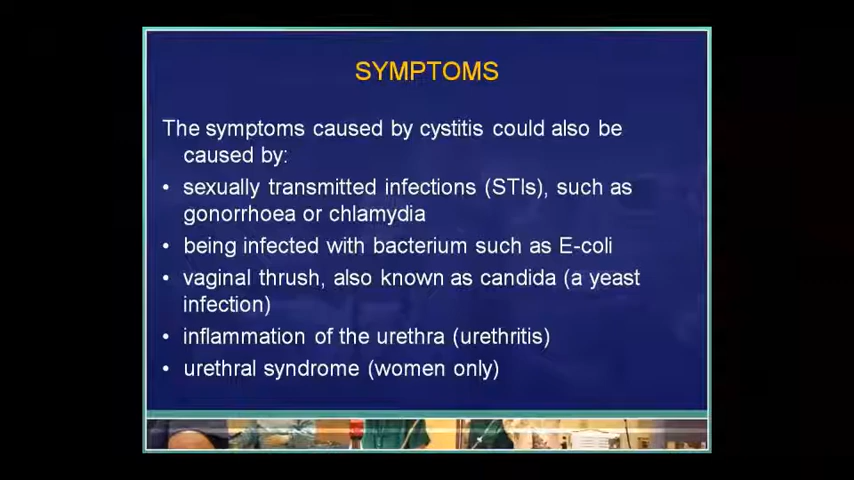 SYMPTOMS
The symptoms caused by cystitis could also be
caused by:
• sexually transmitted infections (STIs), such as
gonorrhoea or chlamydia
• being infected with bacterium such as E-coli
• vaginal thrush, also known as candida (a yeast
infection)
• inflammation of the urethra (urethritis)
• urethral syndrome (women only)